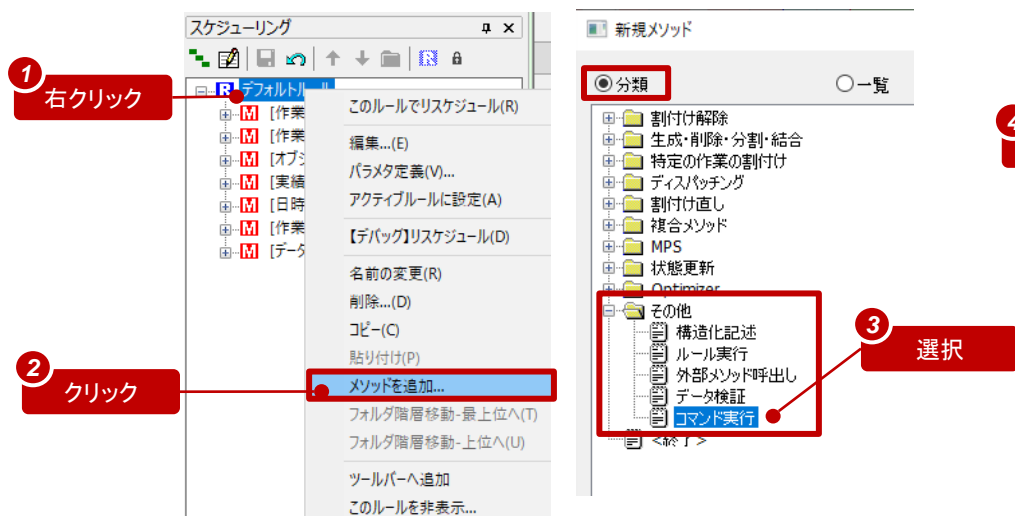 スケジューリング
1
右クリック
デフォルトル
[作業
[作業
[オブジ
[実績
[日時
[作業
[データ
このルールでリスケジュール(R)
編集...(E)
パラメタ定義(V)...
アクティブルールに設定(A)
【デバッグ】リスケジュール(D)
名前の変更(R)
削除...(D)
コピー(C)
貼り付け(P)
2
クリック
メソッドを追加...
フォルダ階層移動-最上位へ(T)
フォルダ階層移動-上位へ(U)
ツールバーへ追加
このルールを非表示...
新規メソッド
分類
一覧
割付け解除
生成・削除・分割・結合
特定の作業の割付け
ディスパッチング
割付け直し
複合メソッド
MPS
状態更新
Optimizer
その他
構造化記述
ルール実行
外部メソッド呼出し
データ検証
コマンド実行
<終了>
3
選択
4